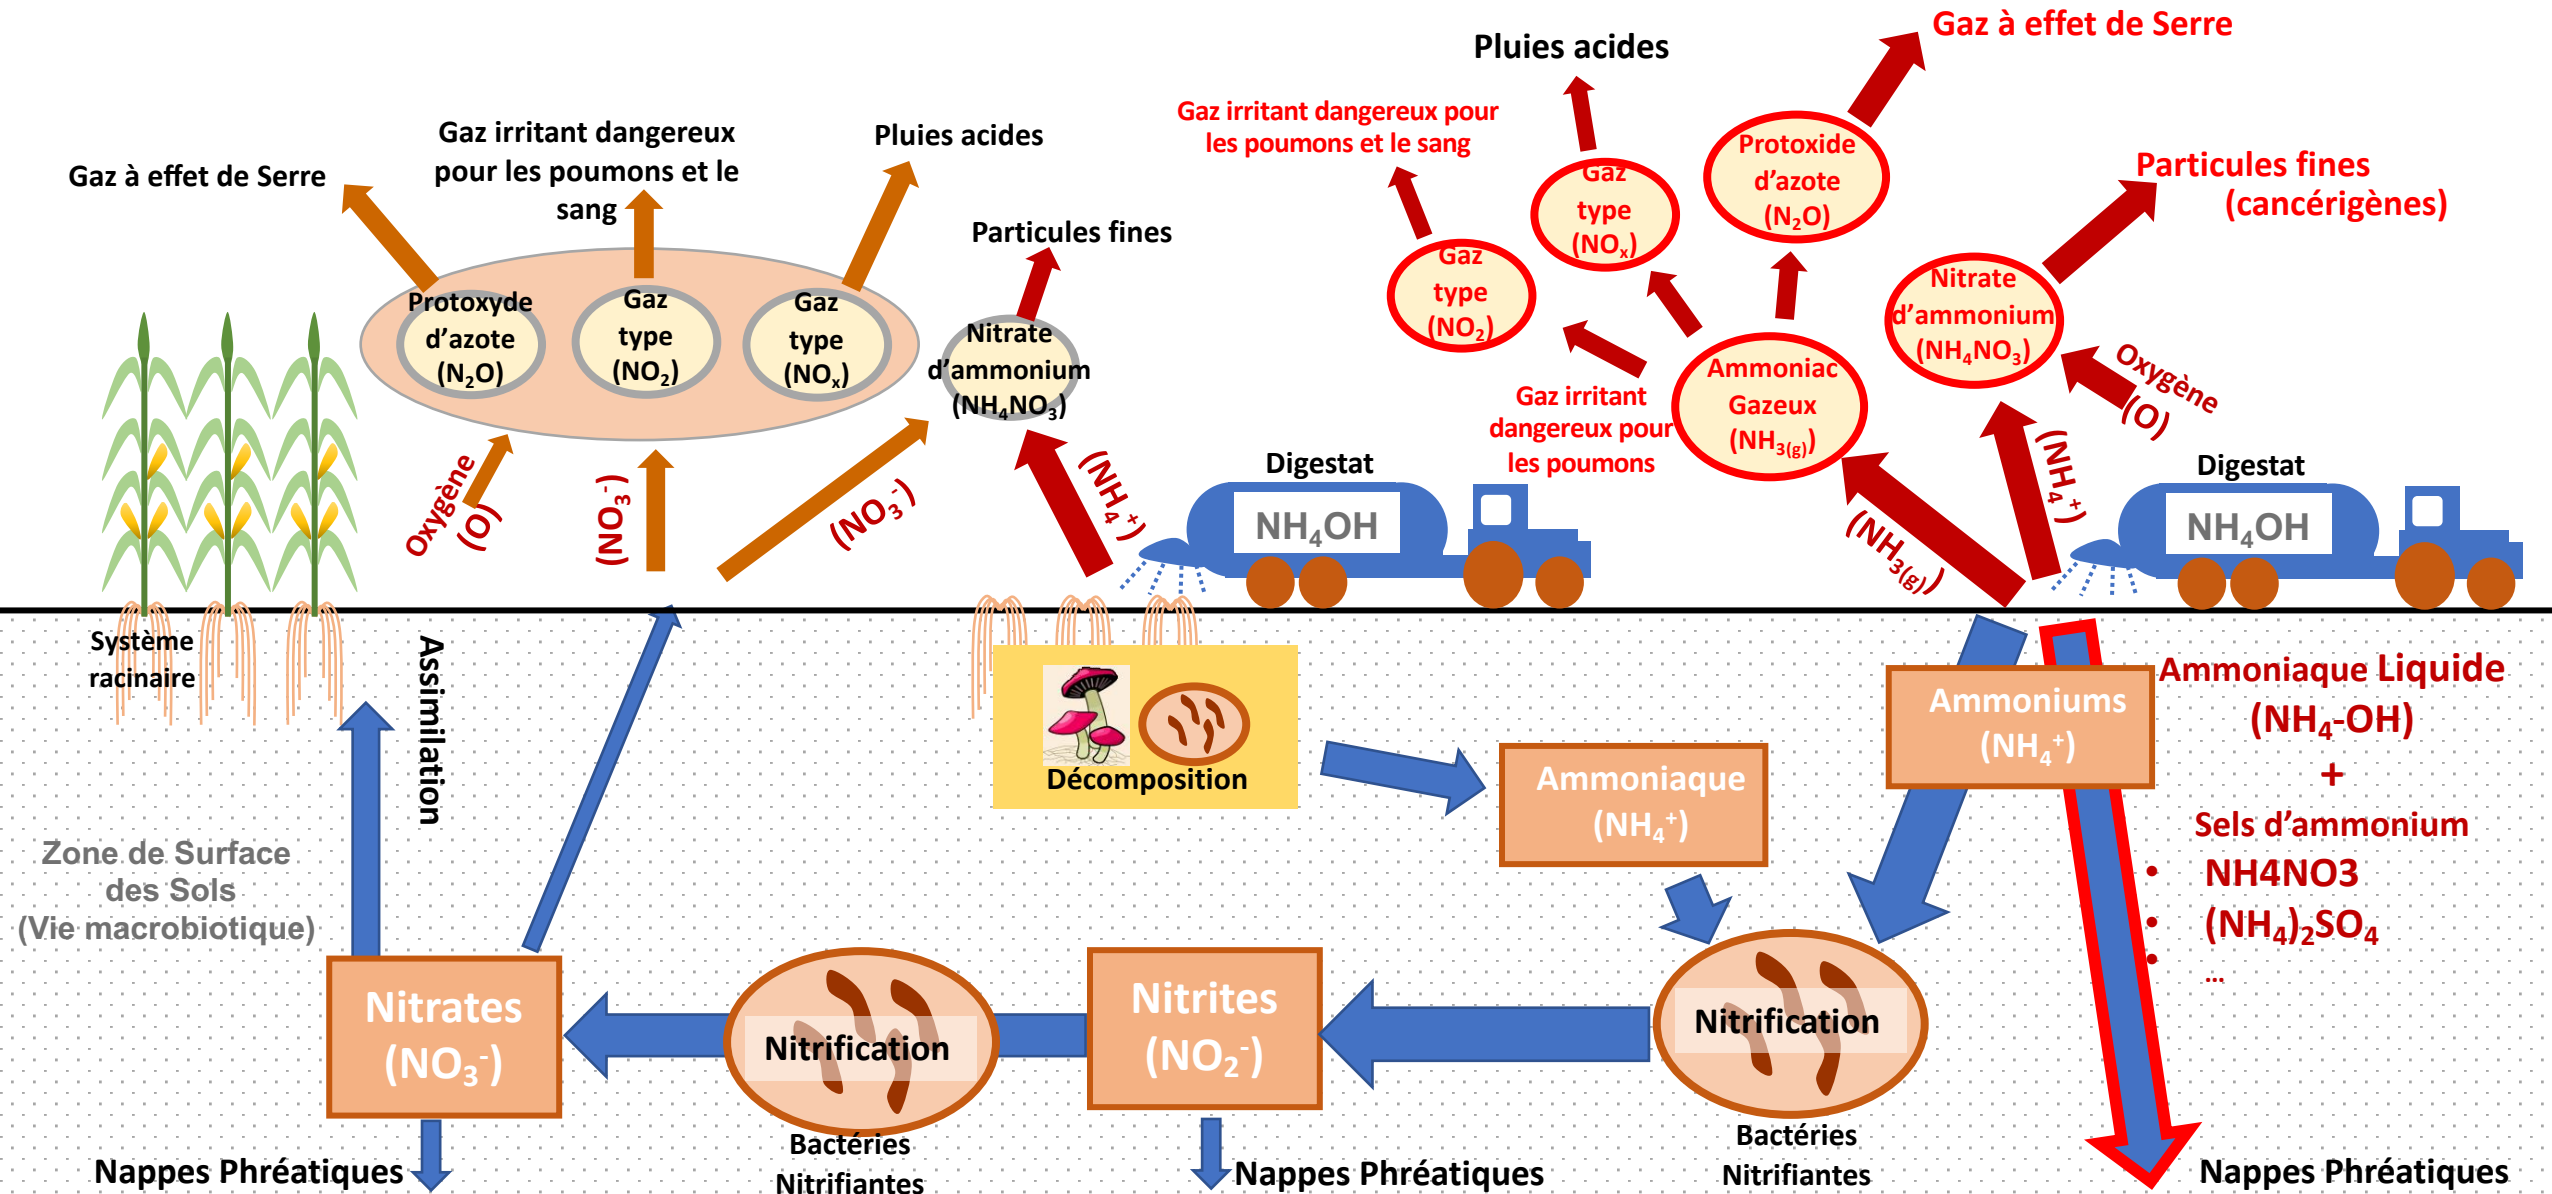 Gaz à effet de Serre
Pluies acides
Gaz irritant dangereux pour
les poumons et le sang
Gaz irritant dangereux
pour les poumons et le
sang
Pluies acides
Gaz à effet de Serre
Particules fines
Particules fines
(cancérigènes)
Protoxyde
d’azote
(N₂O)
Gaz
type
(NO₂)
Gaz
type
(NOₓ)
Nitrate
d’ammonium
(NH₄NO₃)
Gaz
type
(NO₂)
Gaz
type
(NOₓ)
Protoxide
d’azote
(N₂O)
Nitrate
d’ammonium
(NH₄NO₃)
Ammoniac
Gazeux
(NH₃₍g₎)
Gaz irritant
dangereux pour
les poumons
Oxygène
(O)
Oxygène
(O)
(NO₃⁻)
(NO₃⁻)
(NH₄⁺)
Digestat
NH₄OH
(NH₃₍g₎)
(NH₄⁺)
Digestat
NH₄OH
Système
racinaire
Assimilation
Décomposition
Ammoniaque
(NH₄⁺)
Ammoniums
(NH₄⁺)
Ammoniaque Liquide
(NH₄-OH)
+
Sels d’ammonium
• NH4NO3
• (NH₄)₂SO₄
• ...
Zone de Surface
des Sols
(Vie macrobiotique)
Nitrates
(NO₃⁻)
Nitrification
Bactéries
Nitrifiantes
Nitrites
(NO₂⁻)
Nitrification
Bactéries
Nitrifiantes
Nappes Phréatiques
Nappes Phréatiques
Nappes Phréatiques